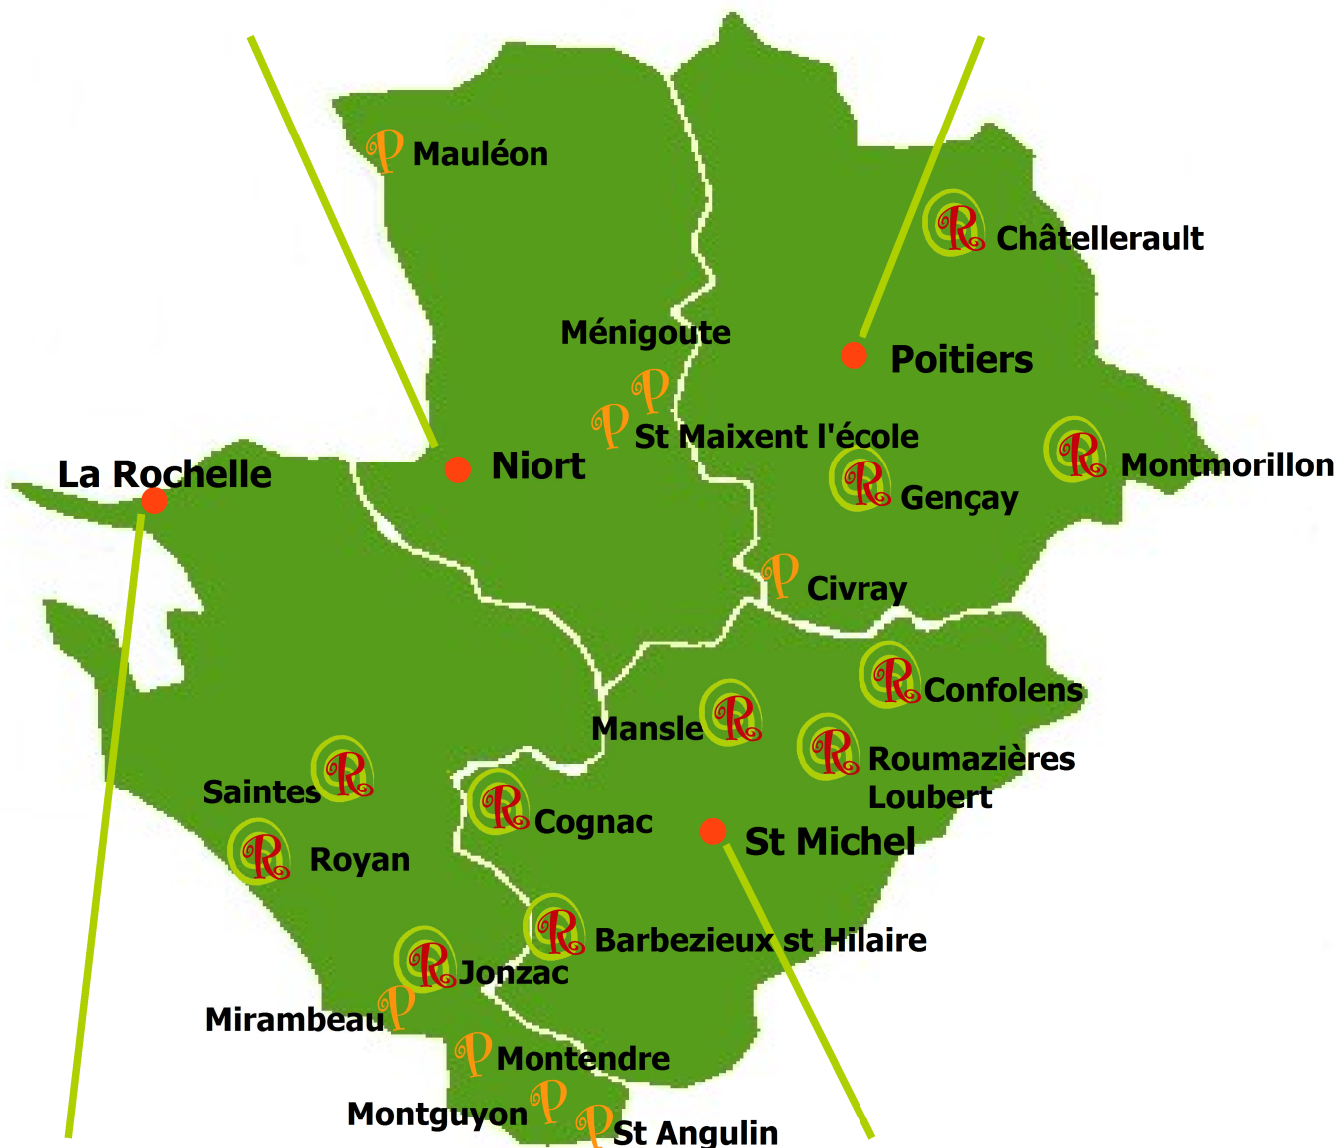 P Mauléon
R Châtellerault
Ménigoute
P
Poitiers
P St Maixent l'école
La Rochelle
Niort
R Montmorillon
R Gençay
P Civray
R Confolens
Mansle R
R Roumazières
Loubert
Saintes R
R Cognac
St Michel
R Royan
R Barbezieux st Hilaire
R Jonzac
Mirambeau P
P Montendre
Montguyon P
P St Angulin